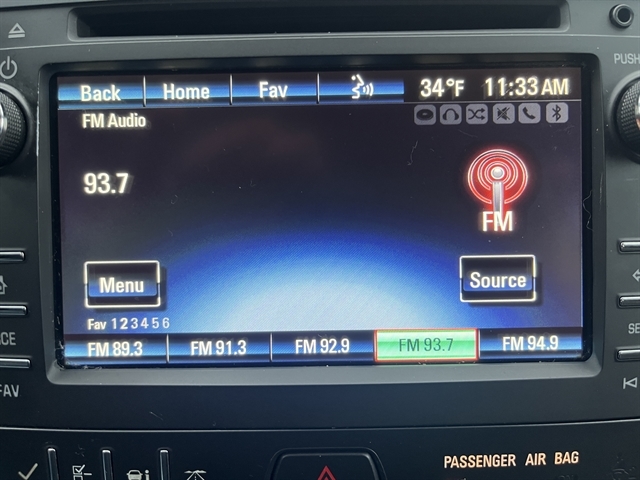 PUSH
Back Home Fav 34°F 11:33 AM
FM Audio
93.7
FM
Menu Source
Fav 1 2 3 4 5 6
FM 89.3 FM 91.3 FM 92.9 FM 93.7 FM 94.9
FAV
PASSENGER AIR BAG